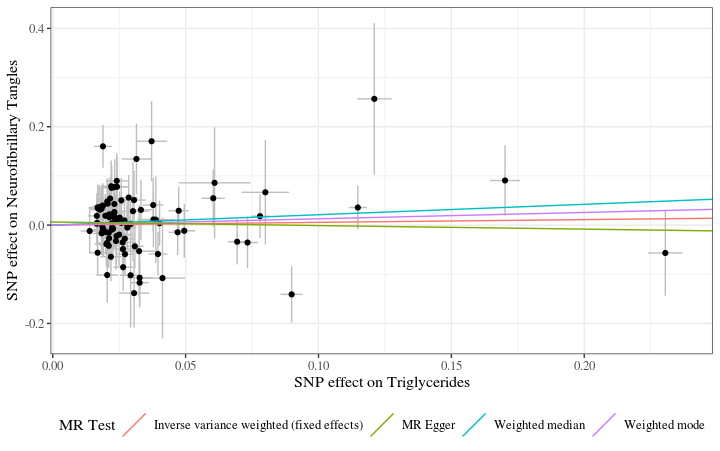 SNP effect on Neurofibrillary Tangles
0.4
0.2
0.0
-0.2
0.00 0.05 0.10 0.15 0.20
SNP effect on Triglycerides
MR Test Inverse variance weighted (fixed effects) MR Egger Weighted median Weighted mode